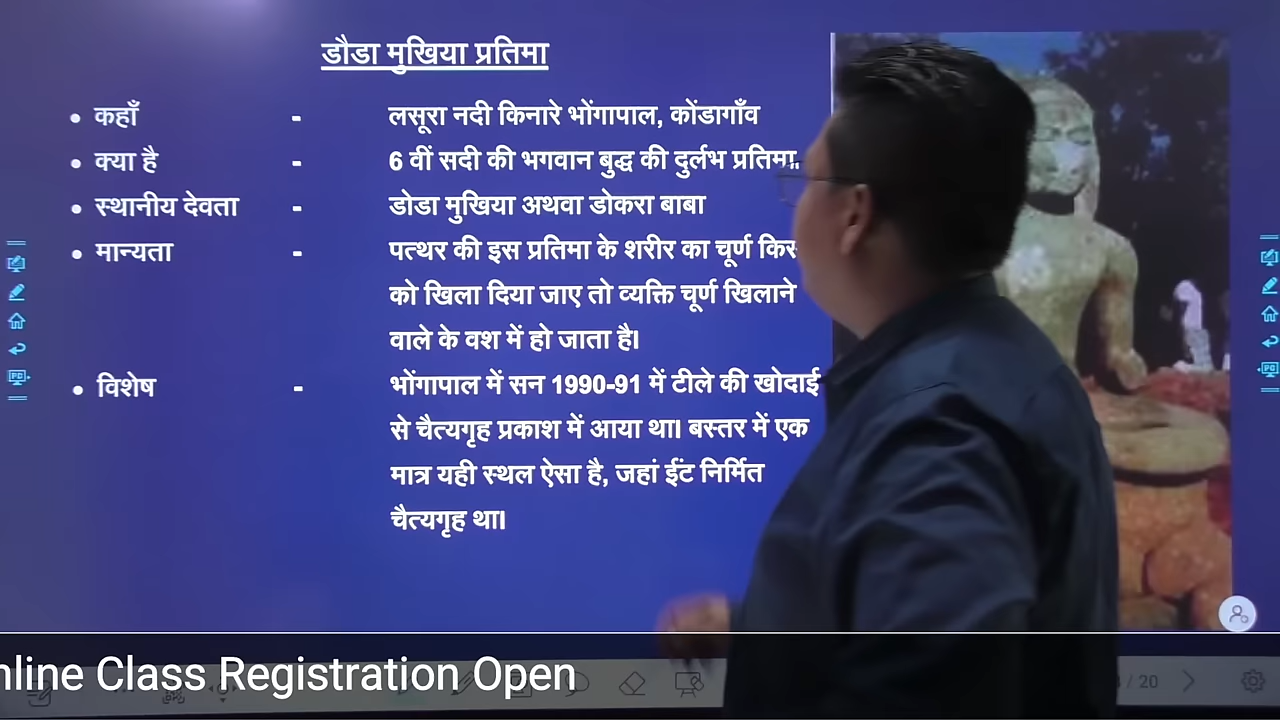 डौडा मुखिया प्रतिमा
• कहाँ - लसूरा नदी किनारे भोंगापाल, कोंडागाँव
• क्या है - 6 वीं सदी की भगवान बुद्ध की दुर्लभ प्रतिमा
• स्थानीय देवता - डोडा मुखिया अथवा डोकरा बाबा
• मान्यता - पत्थर की इस प्रतिमा के शरीर का चूर्ण
को खिला दिया जाए तो व्यक्ति चूर्ण खिलाने
वाले के वश में हो जाता है।
• विशेष - भोंगापाल में सन 1990-91 में टीले की खोदाई
से चैत्यगृह प्रकाश में आया था। बस्तर में एक
मात्र यही स्थल ऐसा है, जहां ईंट निर्मित
चैत्यगृह था।
Class Registration Open
/ 20